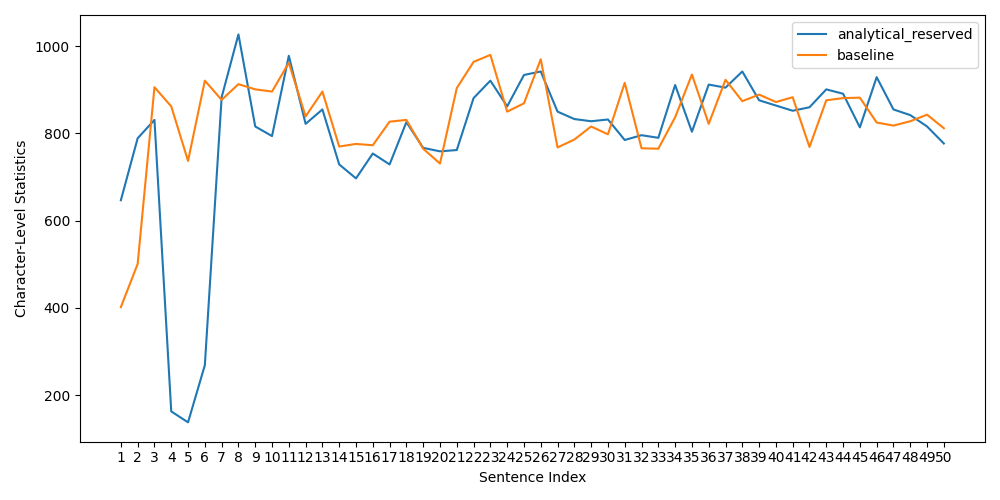 analytical_reserved
baseline
Character-Level Statistics
1000
800
600
400
200
1 2 3 4 5 6 7 8 9 10 11 12 13 14 15 16 17 18 19 20 21 22 23 24 25 26 27 28 29 30 31 32 33 34 35 36 37 38 39 40 41 42 43 44 45 46 47 48 49 50
Sentence Index